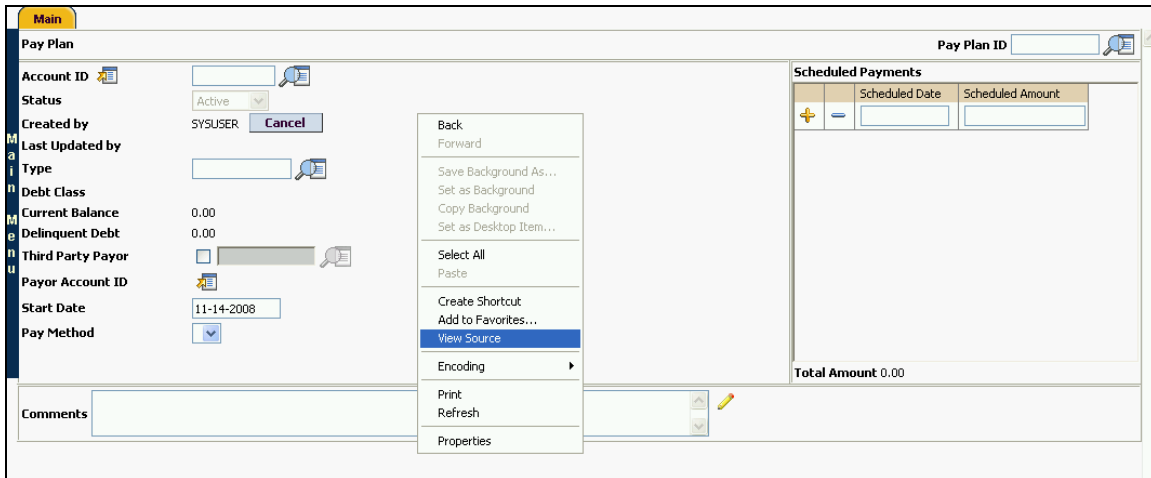 Main
Pay Plan
Pay Plan ID
Account ID
Status Active
Created by SYSUSER Cancel
Last Updated by
Type
Debt Class
Current Balance 0.00
Delinquent Debt 0.00
Third Party Payor
Payor Account ID
Start Date 11-14-2008
Pay Method
Main Menu
Back
Forward
Save Background As...
Set as Background
Copy Background
Set as Desktop Item...
Select All
Paste
Create Shortcut
Add to Favorites...
View Source
Encoding
Print
Refresh
Properties
Scheduled Payments
Scheduled Date Scheduled Amount
Total Amount 0.00
Comments